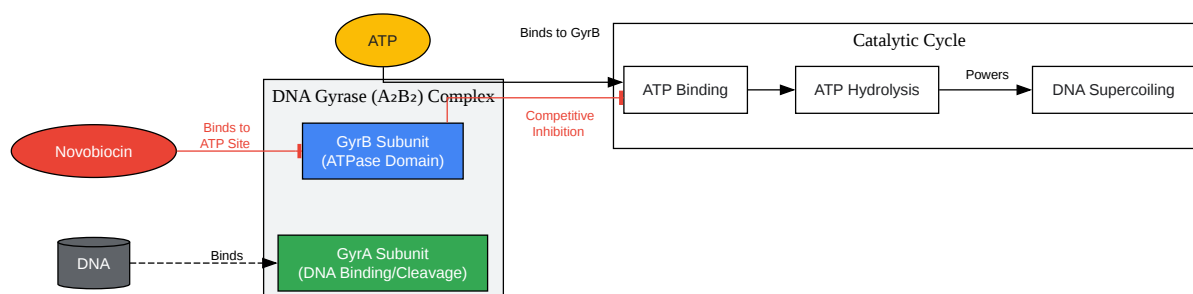 ATP
Binds to GyrB
Catalytic Cycle
ATP Binding
ATP Hydrolysis
Powers
DNA Supercoiling
DNA Gyrase (A₂B₂) Complex
Competitive
Inhibition
Novobiocin
Binds to
ATP Site
GyrB Subunit
(ATPase Domain)
DNA
Binds
GyrA Subunit
(DNA Binding/Cleavage)